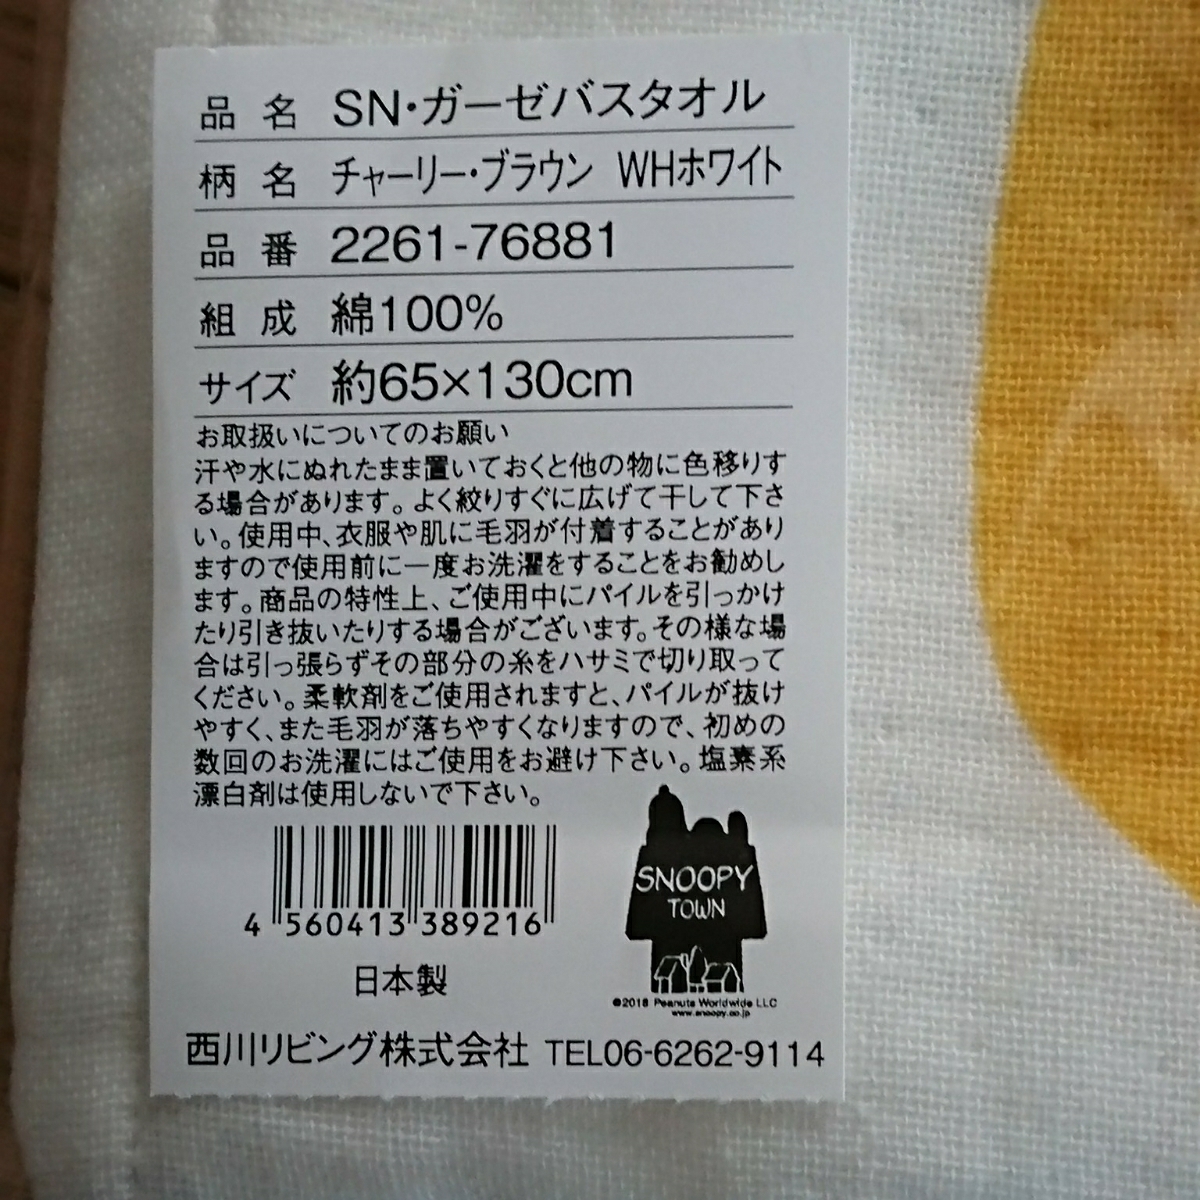 品名 SN・ガーゼバスタオル
柄名 チャーリー・ブラウン WHホワイト
品番 2261-76881
組成 綿100%
サイズ 約65×130cm
お取扱いについてのお願い
汗や水にぬれたまま置いておくと他の物に色移りす
る場合があります。よく絞りすぐに広げて干して下さ
い。使用中、衣服や肌に毛羽が付着することがあり
ますので使用前に一度お洗濯をすることをお勧めし
ます。商品の特性上、ご使用中にパイルを引っかけ
たり引き抜いたりする場合がございます。その様な場
合は引っ張らずその部分の糸をハサミで切り取って
ください。柔軟剤をご使用されますと、パイルが抜け
やすく、また毛羽が落ちやすくなりますので、初めの
数回のお洗濯にはご使用をお避け下さい。塩素系
漂白剤は使用しないで下さい。
SNOOPY
TOWN
4 560413 389216
日本製
©2018 Peanuts Worldwide LLC
www.snoopy.co.jp
西川リビング株式会社 TEL06-6262-9114